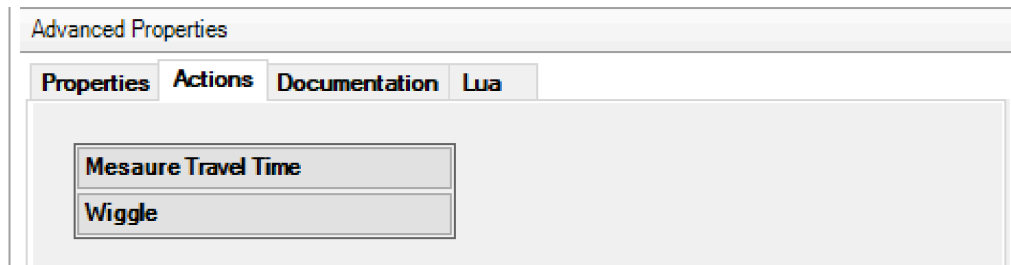 Advanced Properties
Properties Actions Documentation Lua
Mesaure Travel Time
Wiggle